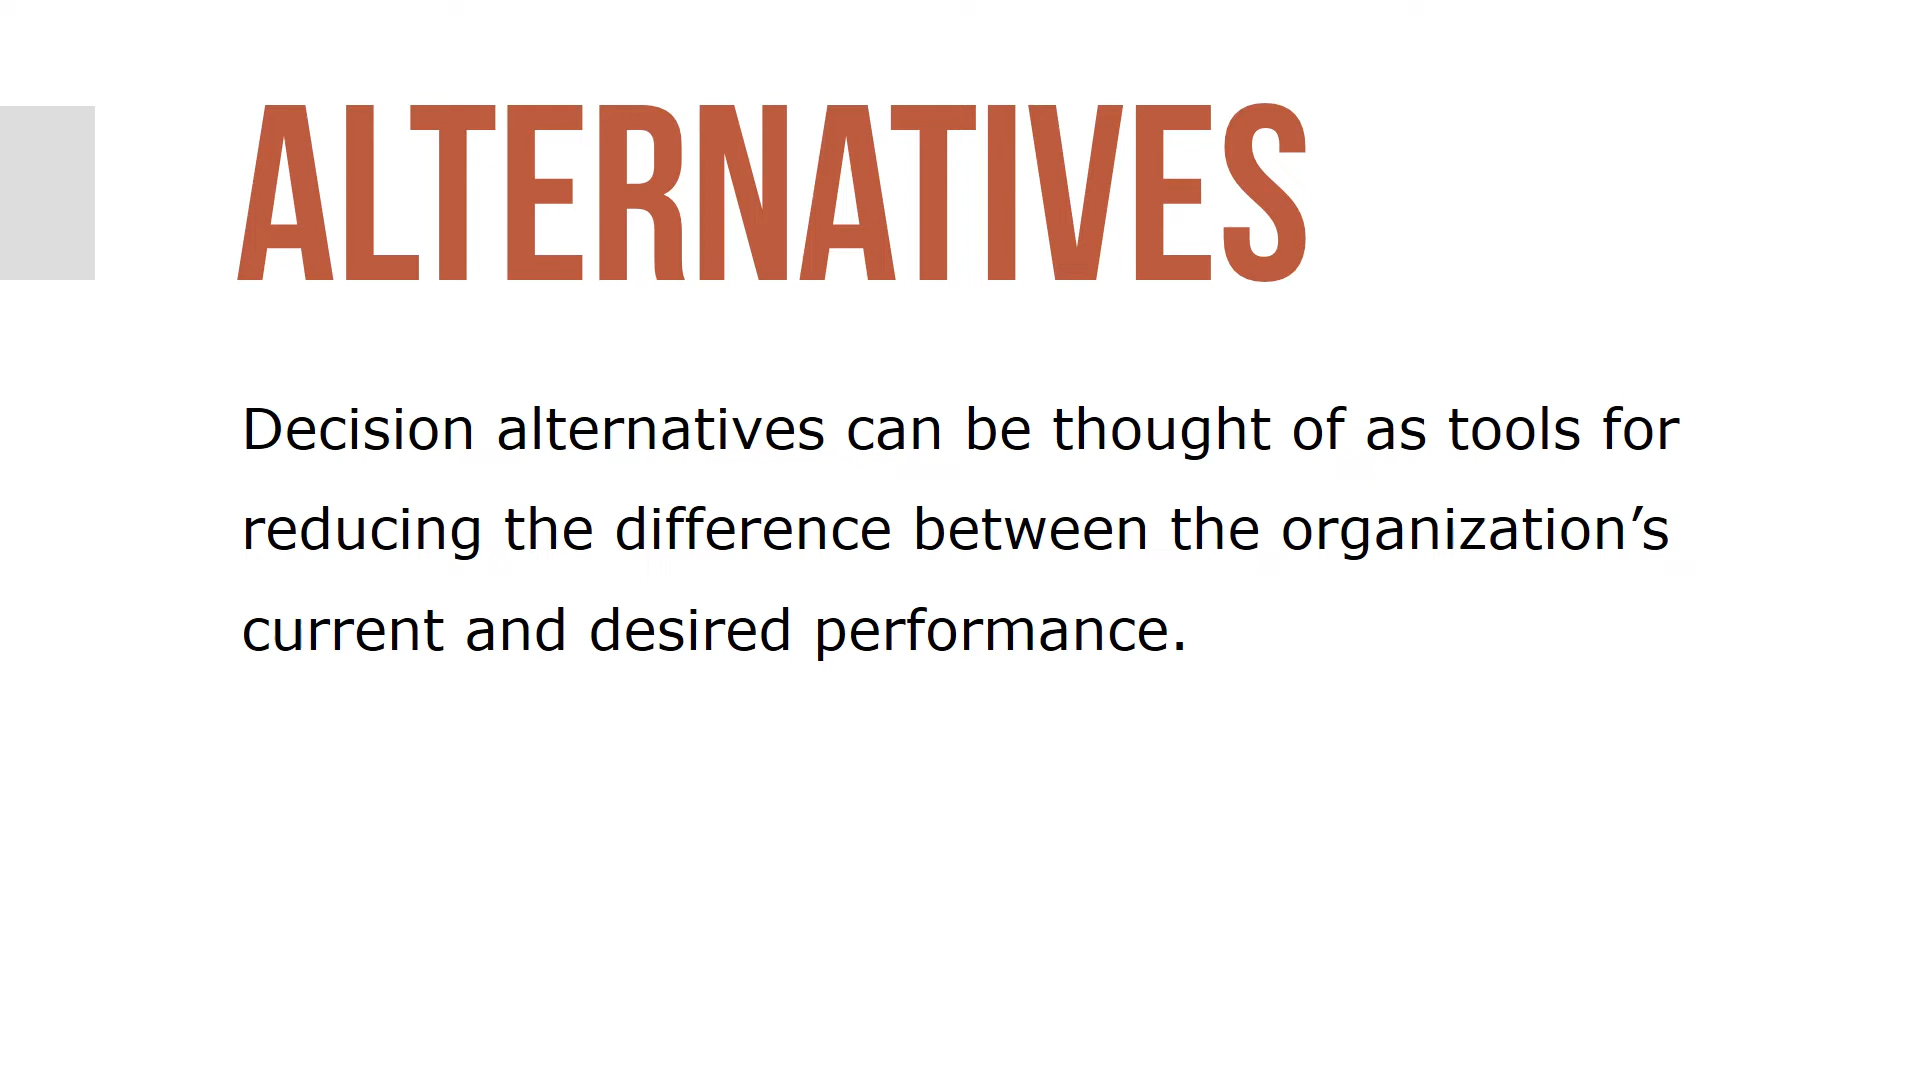 ALTERNATIVES
Decision alternatives can be thought of as tools for
reducing the difference between the organization’s
current and desired performance.